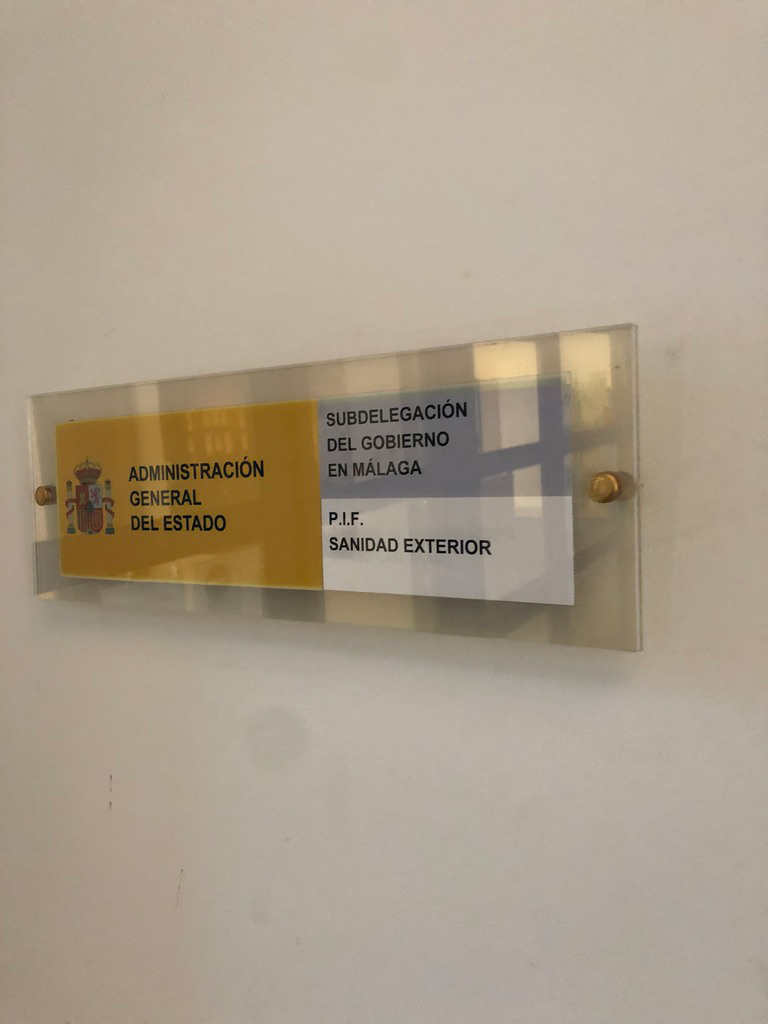 ADMINISTRACIÓN
GENERAL
DEL ESTADO
SUBDELEGACIÓN
DEL GOBIERNO
EN MÁLAGA
P.I.F.
SANIDAD EXTERIOR